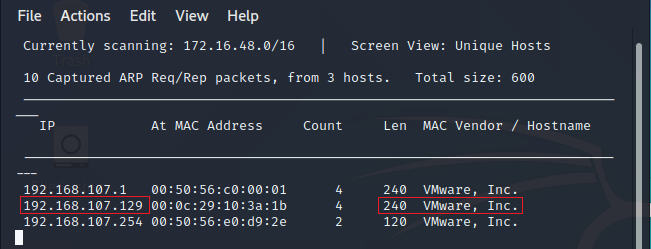 File Actions Edit View Help
Currently scanning: 172.16.48.0/16 | Screen View: Unique Hosts
10 Captured ARP Req/Rep packets, from 3 hosts. Total size: 600
_____________________________________________________________________________
IP At MAC Address Count Len MAC Vendor / Hostname
-----------------------------------------------------------------------------
192.168.107.1 00:50:56:c0:00:01 4 240 VMware, Inc.
192.168.107.129 00:0c:29:10:3a:1b 4 240 VMware, Inc.
192.168.107.254 00:50:56:e0:d9:2e 2 120 VMware, Inc.